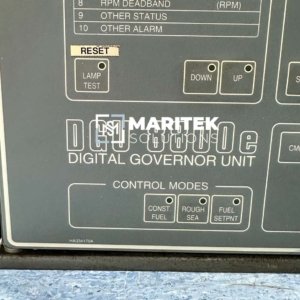 8 RPM DEADBAND (RPM)
9 OTHER STATUS
10 OTHER ALARM
RESET
LAMP TEST
DOWN
UP
MARITEK
SOLUTIONS
DIGITAL GOVERNOR UNIT
CONTROL MODES
CONST FUEL
ROUGH SEA
FUEL SETPNT